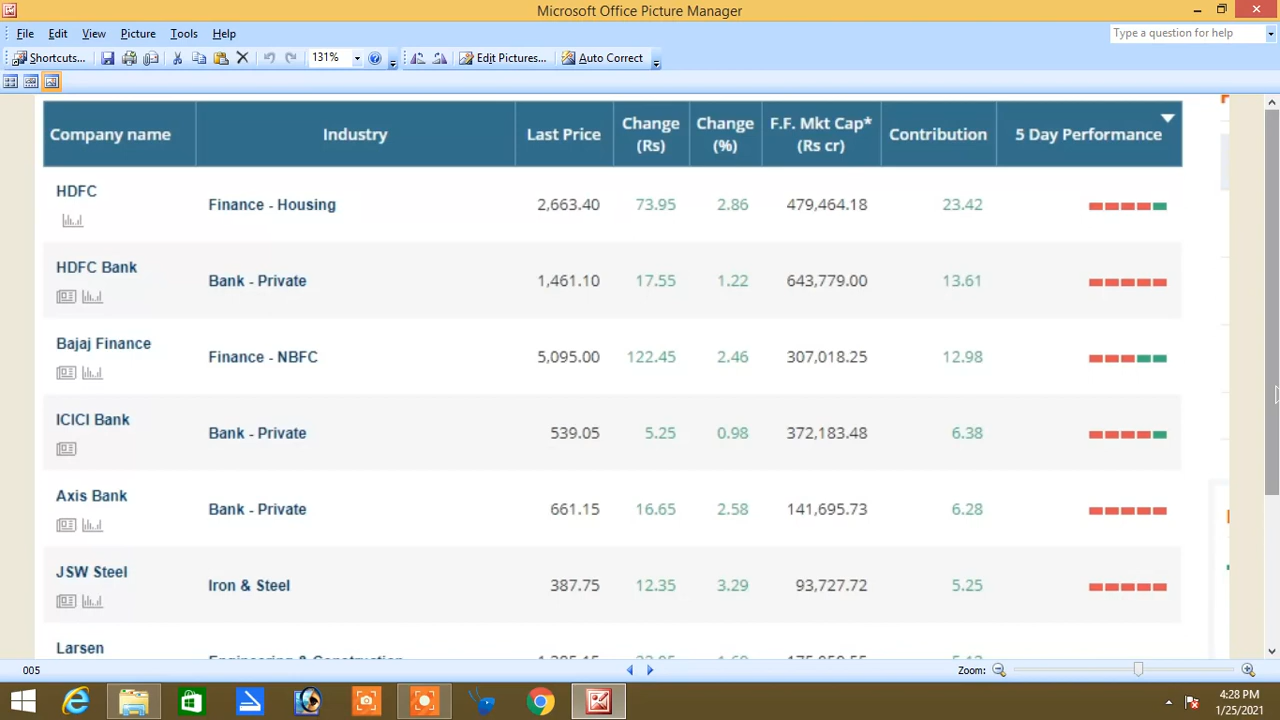 Microsoft Office Picture Manager
File Edit View Picture Tools Help
Type a question for help
Shortcuts...
131%
Edit Pictures...
Auto Correct
Company name Industry Last Price Change (Rs) Change (%) F.F. Mkt Cap* (Rs cr) Contribution 5 Day Performance
HDFC Finance - Housing 2,663.40 73.95 2.86 479,464.18 23.42
HDFC Bank Bank - Private 1,461.10 17.55 1.22 643,779.00 13.61
Bajaj Finance Finance - NBFC 5,095.00 122.45 2.46 307,018.25 12.98
ICICI Bank Bank - Private 539.05 5.25 0.98 372,183.48 6.38
Axis Bank Bank - Private 661.15 16.65 2.58 141,695.73 6.28
JSW Steel Iron & Steel 387.75 12.35 3.29 93,727.72 5.25
Larsen Engineering & Construction
005
Zoom:
4:28 PM
1/25/2021